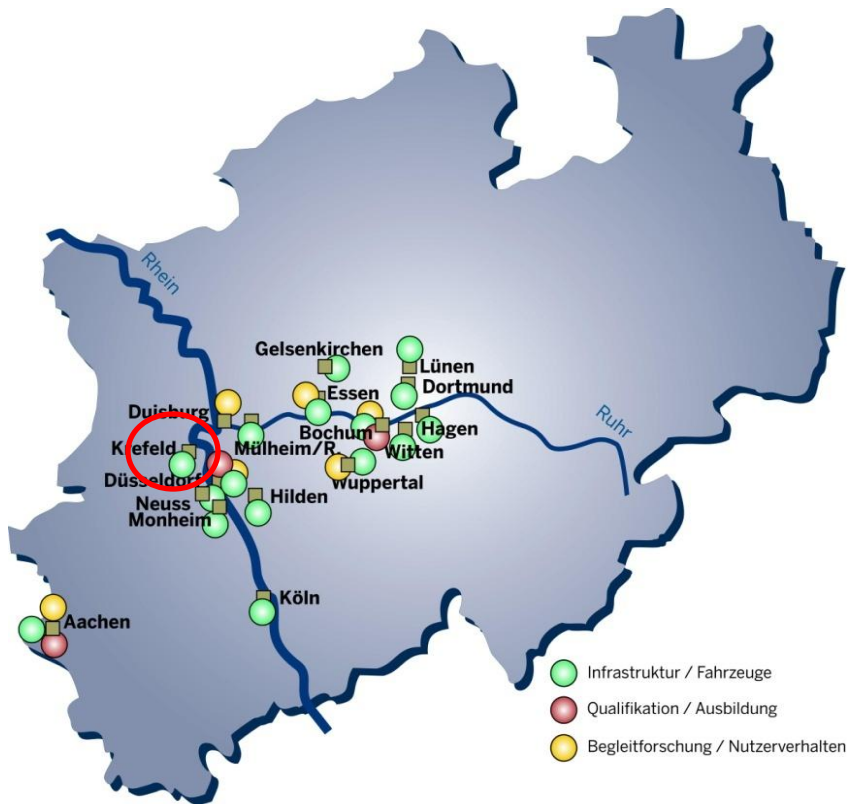 Rhein
Gelsenkirchen
Lünen
Dortmund
Essen
Duisburg
Ruhr
Hagen
Bochum
Krefeld
Mülheim/R.
Witten
Düsseldorf
Wuppertal
Neuss
Hilden
Monheim
Köln
Aachen
Infrastruktur / Fahrzeuge
Qualifikation / Ausbildung
Begleitforschung / Nutzerverhalten